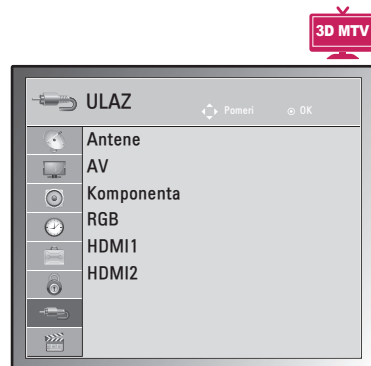 3D MTV
ULAZ
Pomeri OK
Antene
AV
Komponenta
RGB
HDMI1
HDMI2